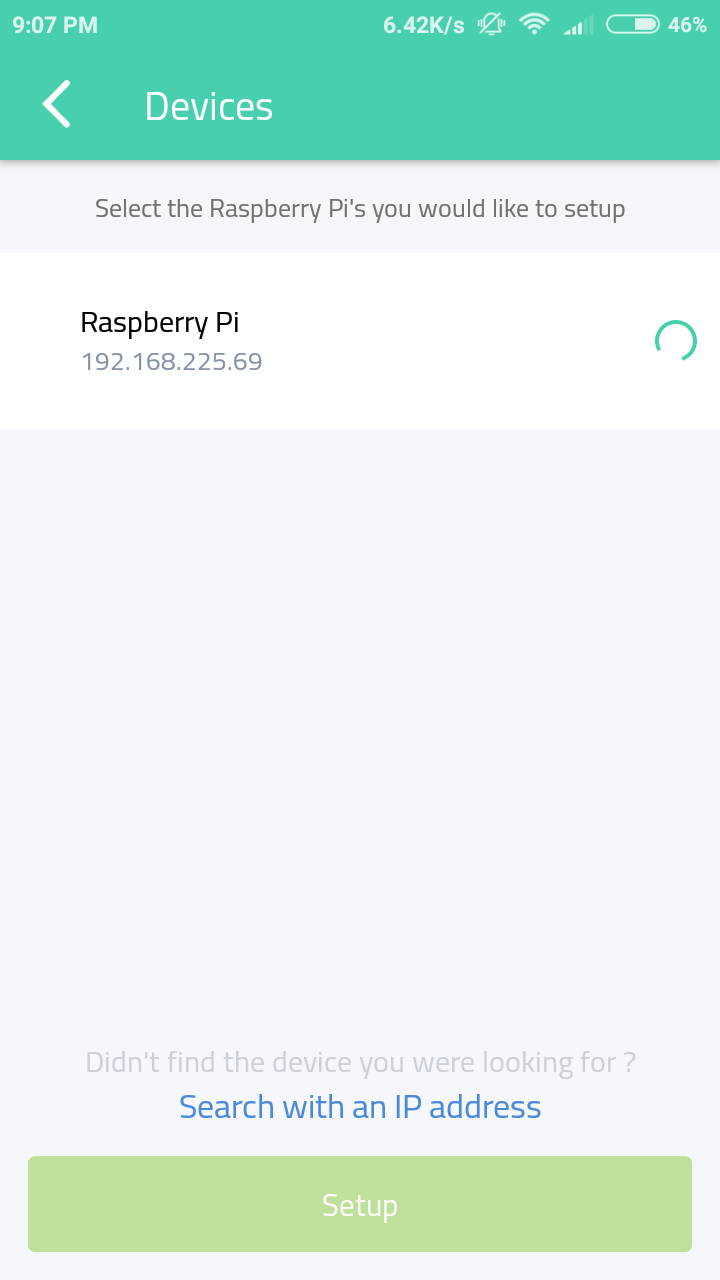 9:07 PM 6.42K/s 46%
Devices
Select the Raspberry Pi's you would like to setup
Raspberry Pi
192.168.225.69
Didn't find the device you were looking for ?
Search with an IP address
Setup